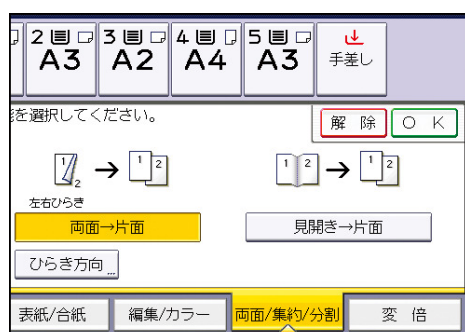 2 3 4 5
A3 A2 A4 A3 手差し
を選択してください。
解 除 O K
1 2 → 1 2 1 2 → 1 2
左右ひらき
両面→片面 見開き→片面
ひらき方向
表紙/合紙 編集/カラー 両面/集約/分割 変 倍